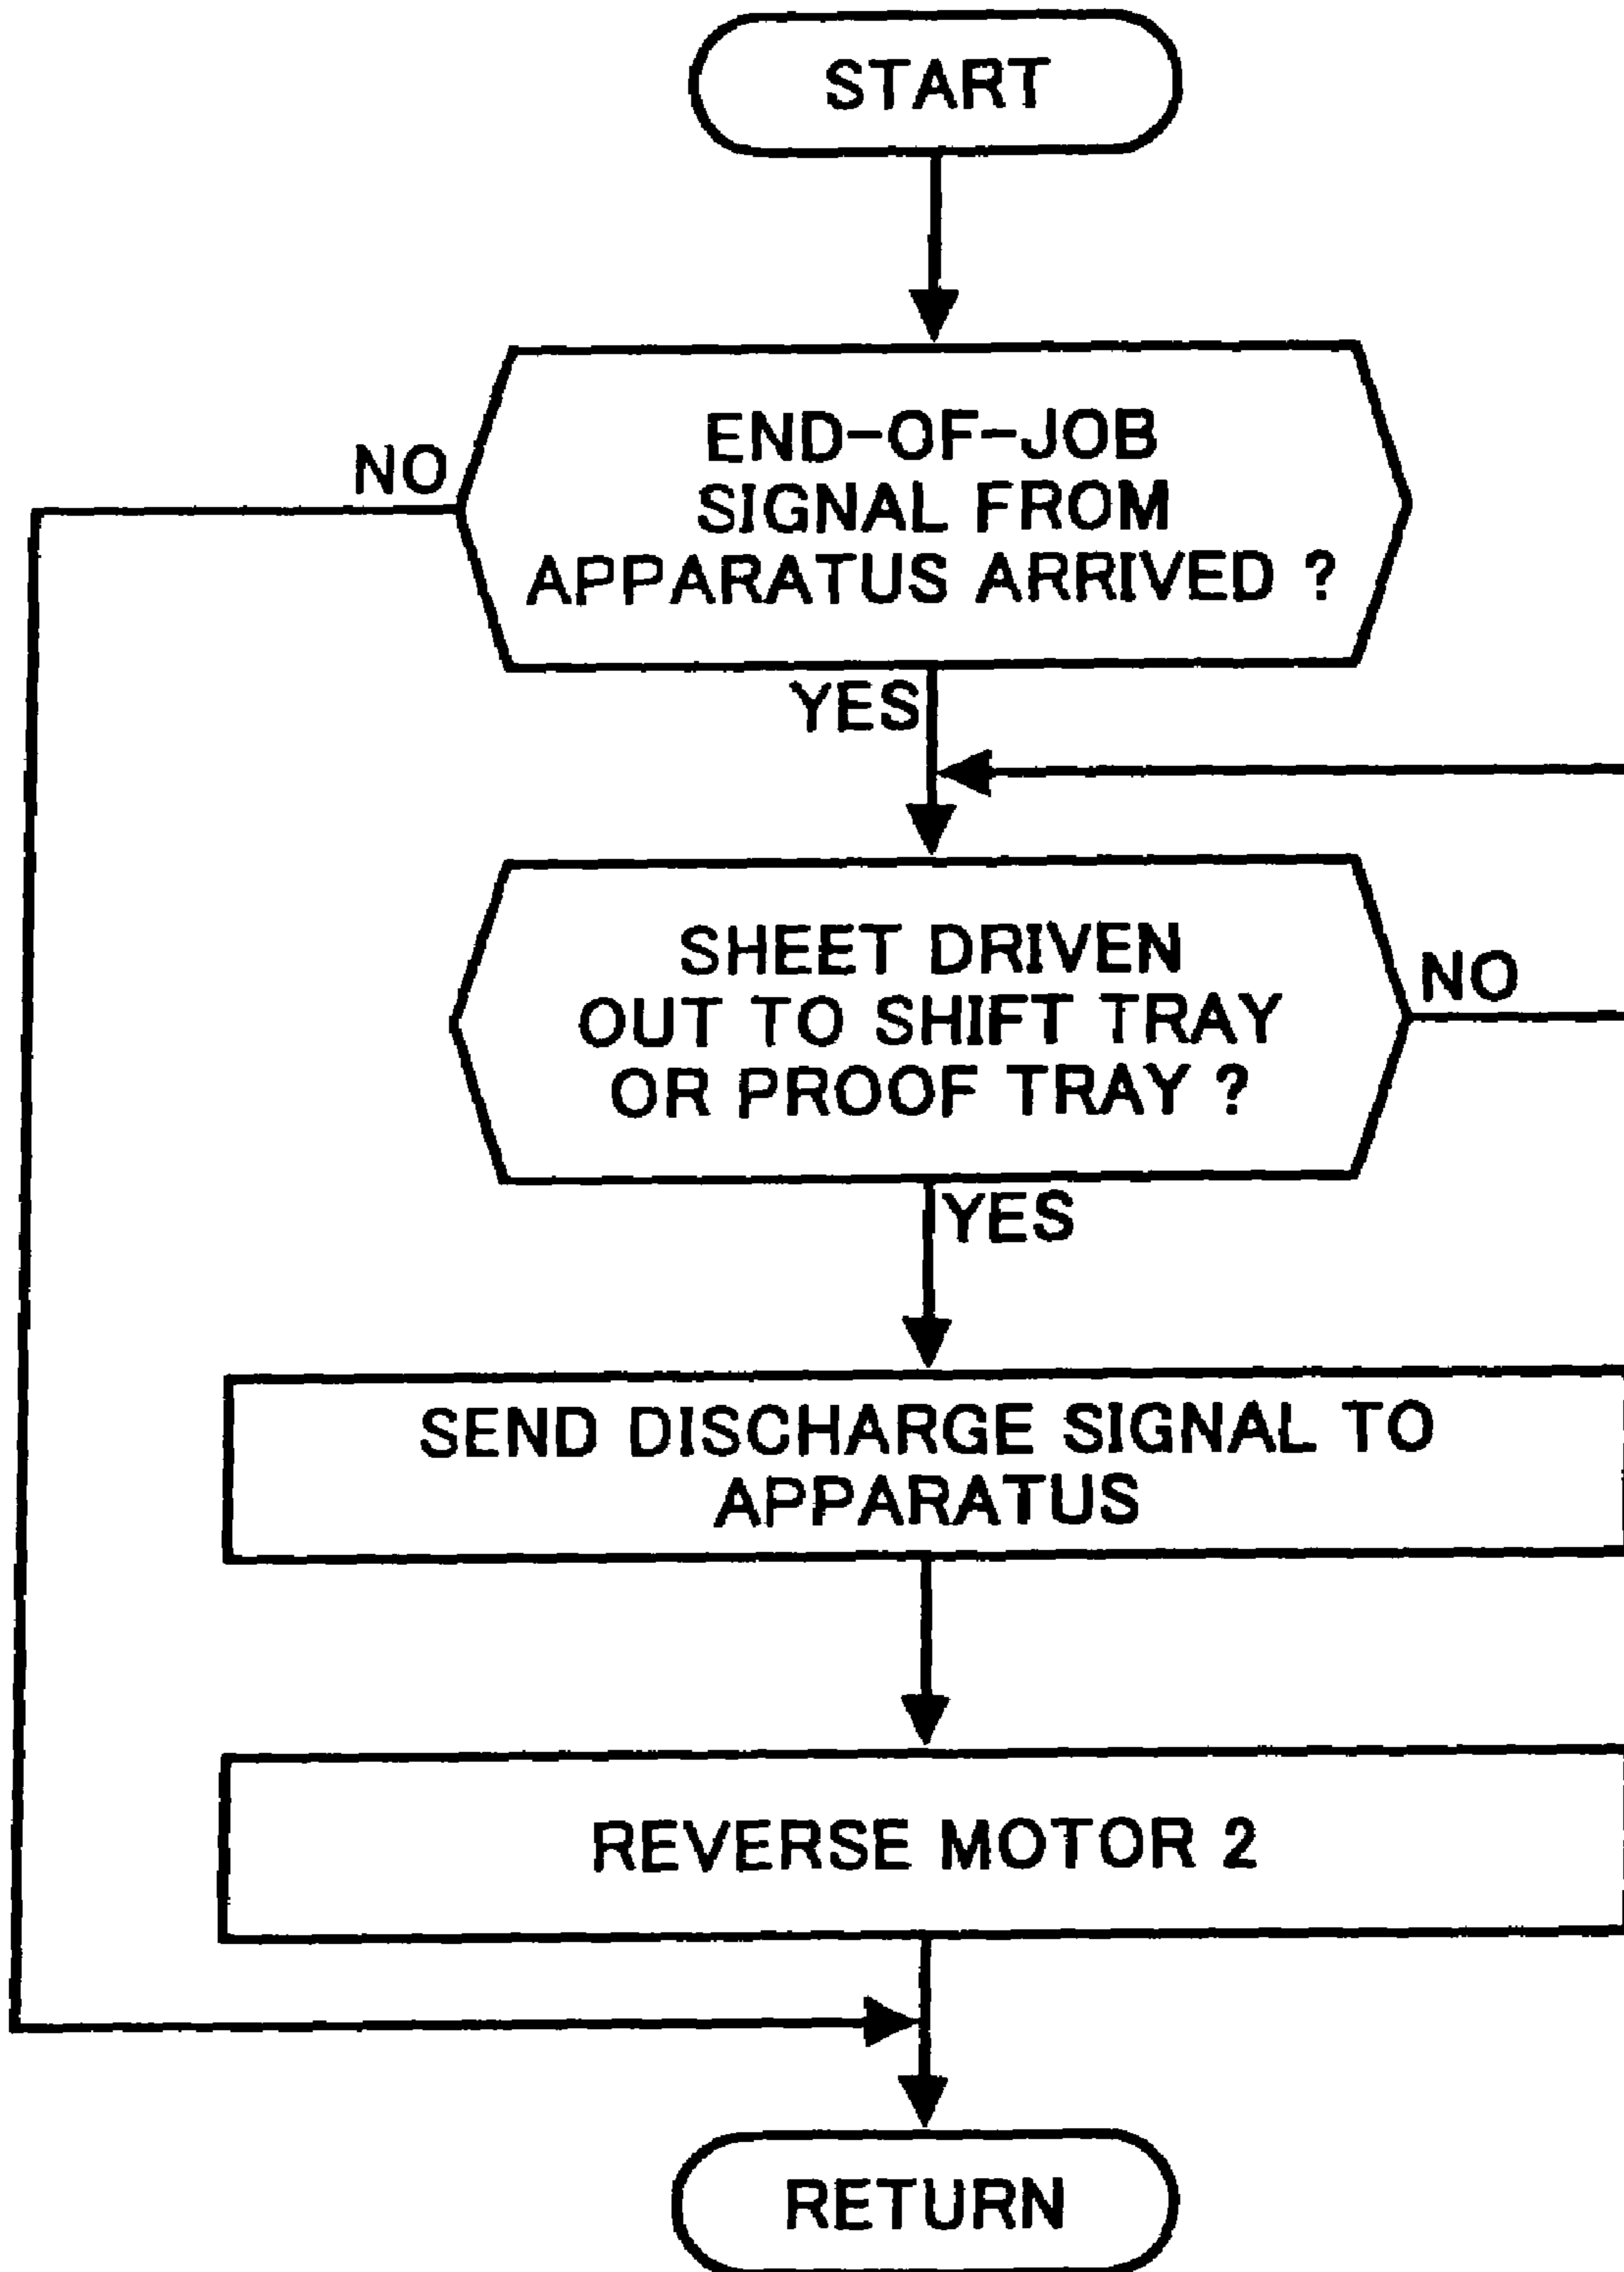 START
END-OF-JOB
SIGNAL FROM
APPARATUS ARRIVED ?
NO
YES
SHEET DRIVEN
OUT TO SHIFT TRAY
OR PROOF TRAY ?
NO
YES
SEND DISCHARGE SIGNAL TO
APPARATUS
REVERSE MOTOR 2
RETURN